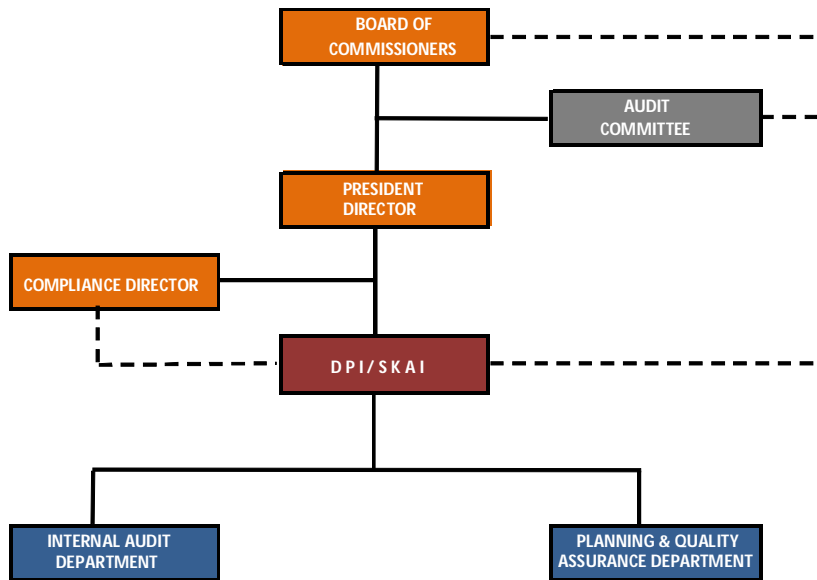 BOARD OF
COMMISSIONERS
AUDIT
COMMITTEE
PRESIDENT
DIRECTOR
COMPLIANCE DIRECTOR
DPI/SKAI
INTERNAL AUDIT
DEPARTMENT
PLANNING & QUALITY
ASSURANCE DEPARTMENT